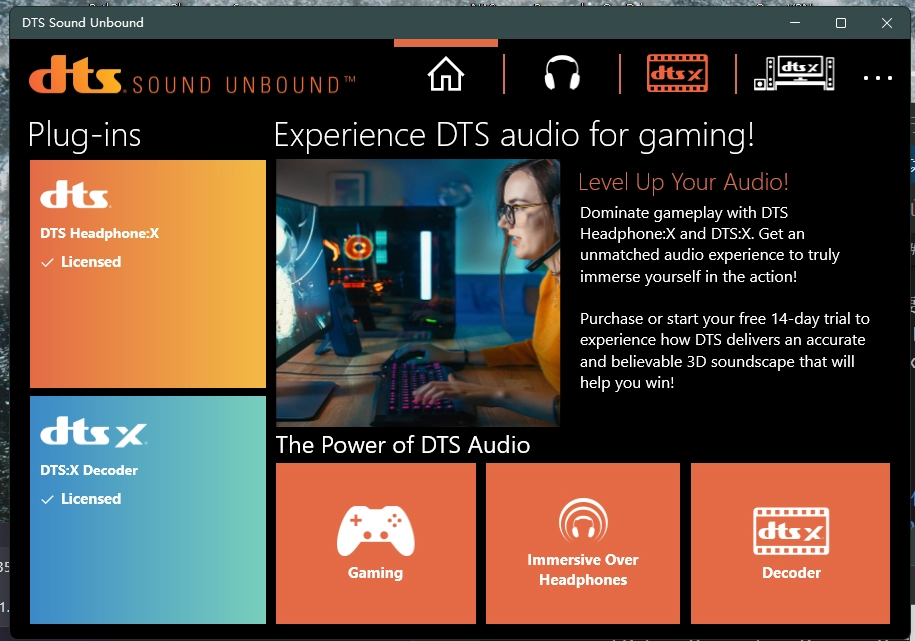 DTS Sound Unbound
dts SOUND UNBOUND™
dts X
dts X
Plug-ins
Experience DTS audio for gaming!
dts
DTS Headphone:X
Licensed
Level Up Your Audio!
Dominate gameplay with DTS
Headphone:X and DTS:X. Get an
unmatched audio experience to truly
immerse yourself in the action!
Purchase or start your free 14-day trial to
experience how DTS delivers an accurate
and believable 3D soundscape that will
help you win!
dts X
DTS:X Decoder
Licensed
The Power of DTS Audio
Gaming
Immersive Over
Headphones
dts X
Decoder